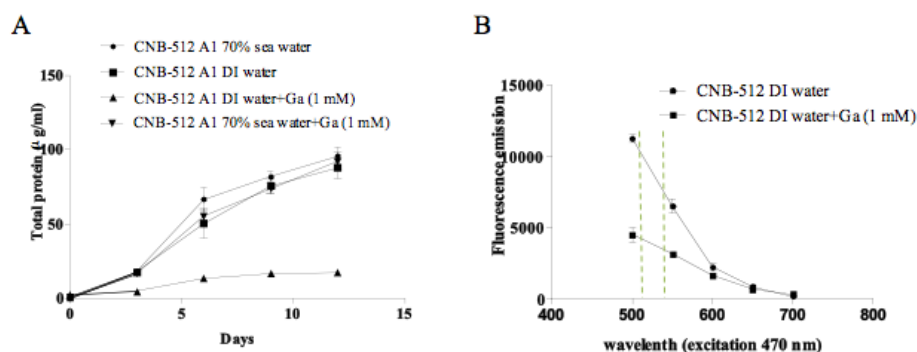 A
CNB-512 A1 70% sea water
CNB-512 A1 DI water
CNB-512 A1 DI water+Ga (1 mM)
CNB-512 A1 70% sea water+Ga (1 mM)
Total protein (µ g/ml)
150
100
50
0
0
5
10
15
Days
B
CNB-512 DI water
CNB-512 DI water+Ga (1 mM)
Fluorescence emission
15000
10000
5000
0
400
500
600
700
800
wavelenth (excitation 470 nm)